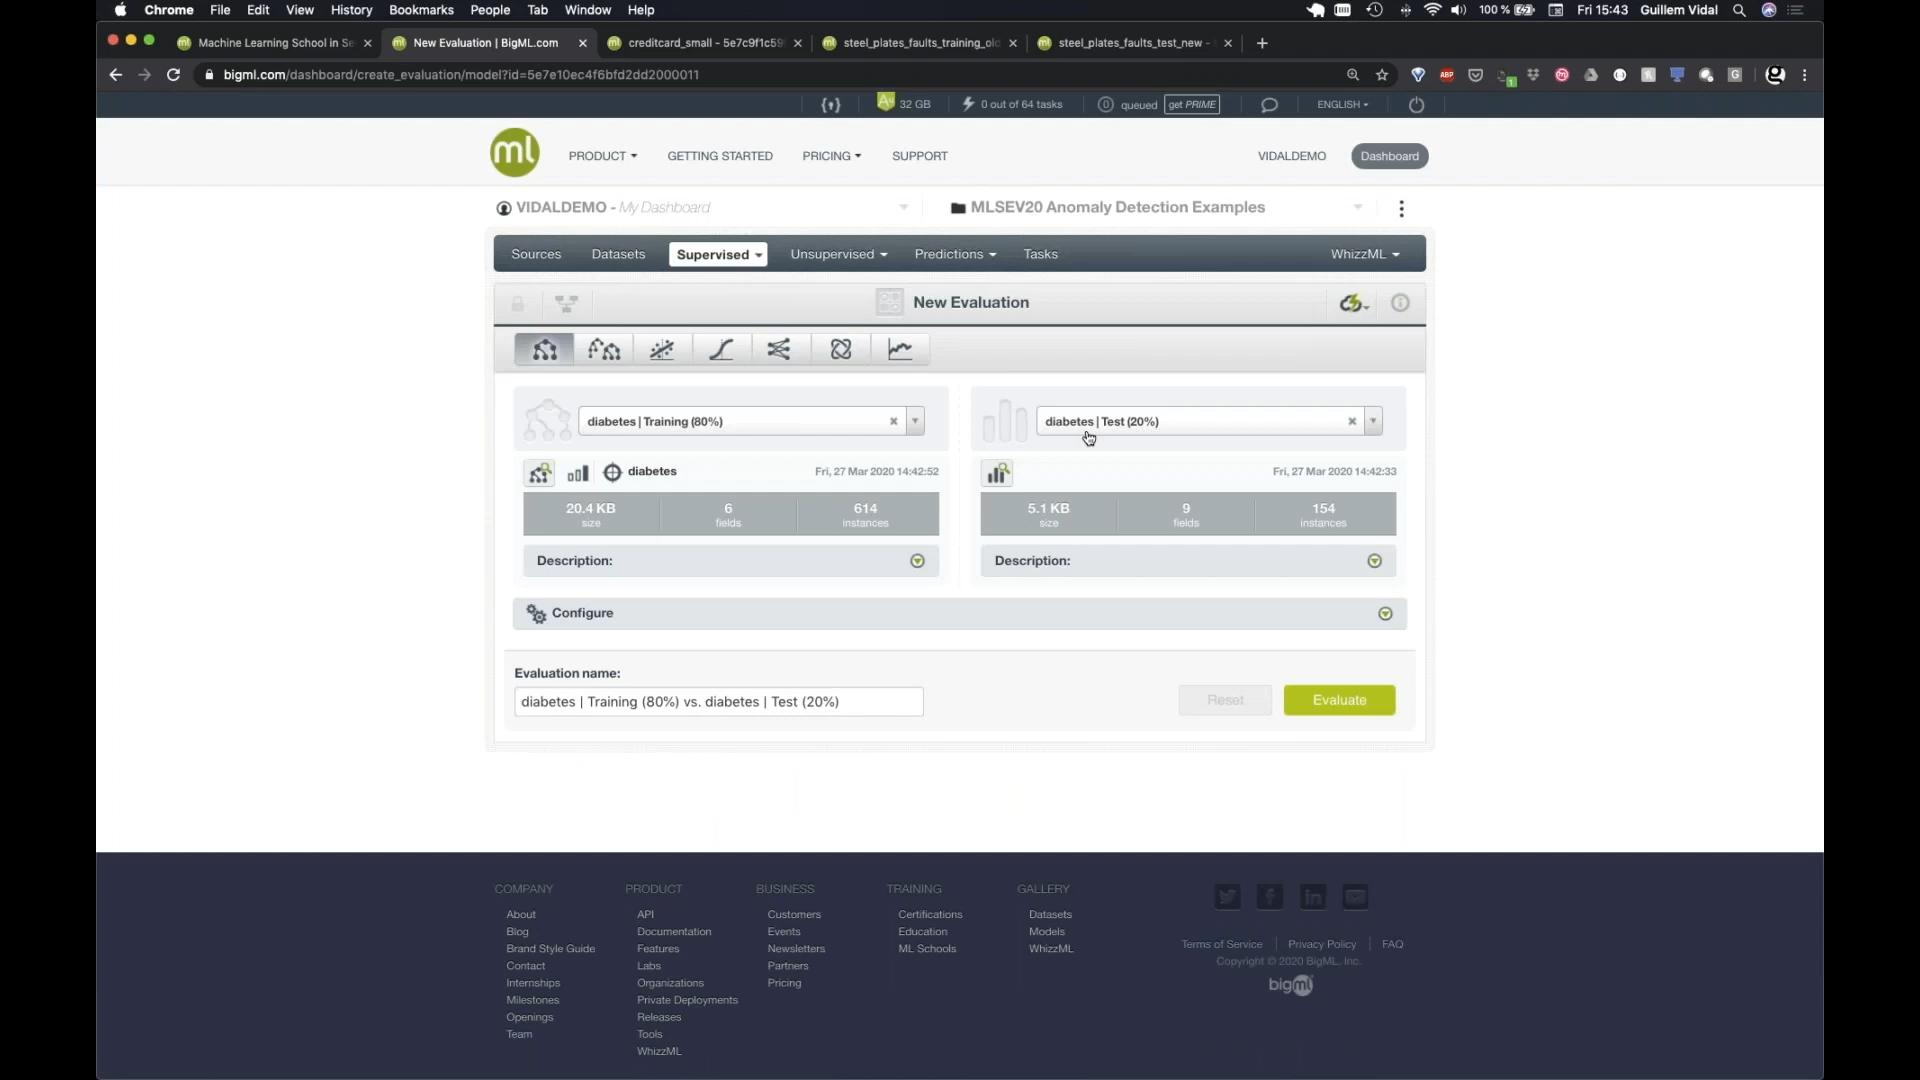 Chrome File Edit View History Bookmarks People Tab Window Help 100 % Fri 15:43 Guillem Vidal
Machine Learning School in Se New Evaluation | BigML.com creditcard_small - 5e7c9f1c59 steel_plates_faults_training_old steel_plates_faults_test_new -
bigml.com/dashboard/create_evaluation/model?id=5e7e10ec4f6bfd2dd2000011
32 GB 0 out of 64 tasks 0 queued get PRIME ENGLISH
ml PRODUCT GETTING STARTED PRICING SUPPORT VIDALDEMO Dashboard
VIDALDEMO - My Dashboard MLSEV20 Anomaly Detection Examples
Sources Datasets Supervised Unsupervised Predictions Tasks WhizzML
New Evaluation
diabetes | Training (80%) diabetes | Test (20%)
diabetes Fri, 27 Mar 2020 14:42:52 Fri, 27 Mar 2020 14:42:33
20.4 KB 6 614 5.1 KB 9 154
size fields instances size fields instances
Description: Description:
Configure
Evaluation name:
diabetes | Training (80%) vs. diabetes | Test (20%) Reset Evaluate
COMPANY PRODUCT BUSINESS TRAINING GALLERY
About API Customers Certifications Datasets
Blog Documentation Events Education Models
Brand Style Guide Features Newsletters ML Schools WhizzML Terms of Service Privacy Policy FAQ
Contact Labs Partners Copyright © 2020 BigML, Inc.
Internships Organizations Pricing bigml
Milestones Private Deployments
Openings Releases
Team Tools
WhizzML